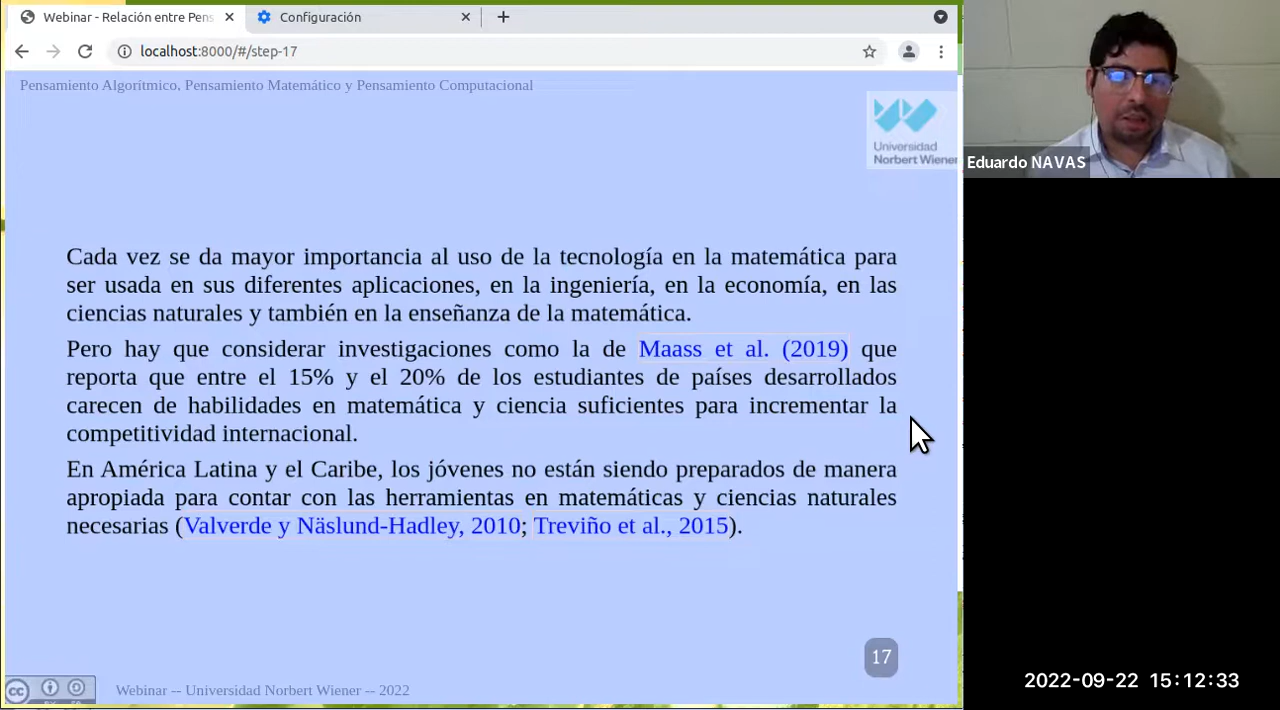 Webinar - Relación entre Pens
Configuración
localhost:8000/#/step-17
Pensamiento Algorítmico, Pensamiento Matemático y Pensamiento Computacional
Universidad
Norbert Wiener
Eduardo NAVAS
Cada vez se da mayor importancia al uso de la tecnología en la matemática para
ser usada en sus diferentes aplicaciones, en la ingeniería, en la economía, en las
ciencias naturales y también en la enseñanza de la matemática.
Pero hay que considerar investigaciones como la de Maass et al. (2019) que
reporta que entre el 15% y el 20% de los estudiantes de países desarrollados
carecen de habilidades en matemática y ciencia suficientes para incrementar la
competitividad internacional.
En América Latina y el Caribe, los jóvenes no están siendo preparados de manera
apropiada para contar con las herramientas en matemáticas y ciencias naturales
necesarias (Valverde y Näslund-Hadley, 2010; Treviño et al., 2015).
17
cc
Webinar -- Universidad Norbert Wiener -- 2022
2022-09-22 15:12:33